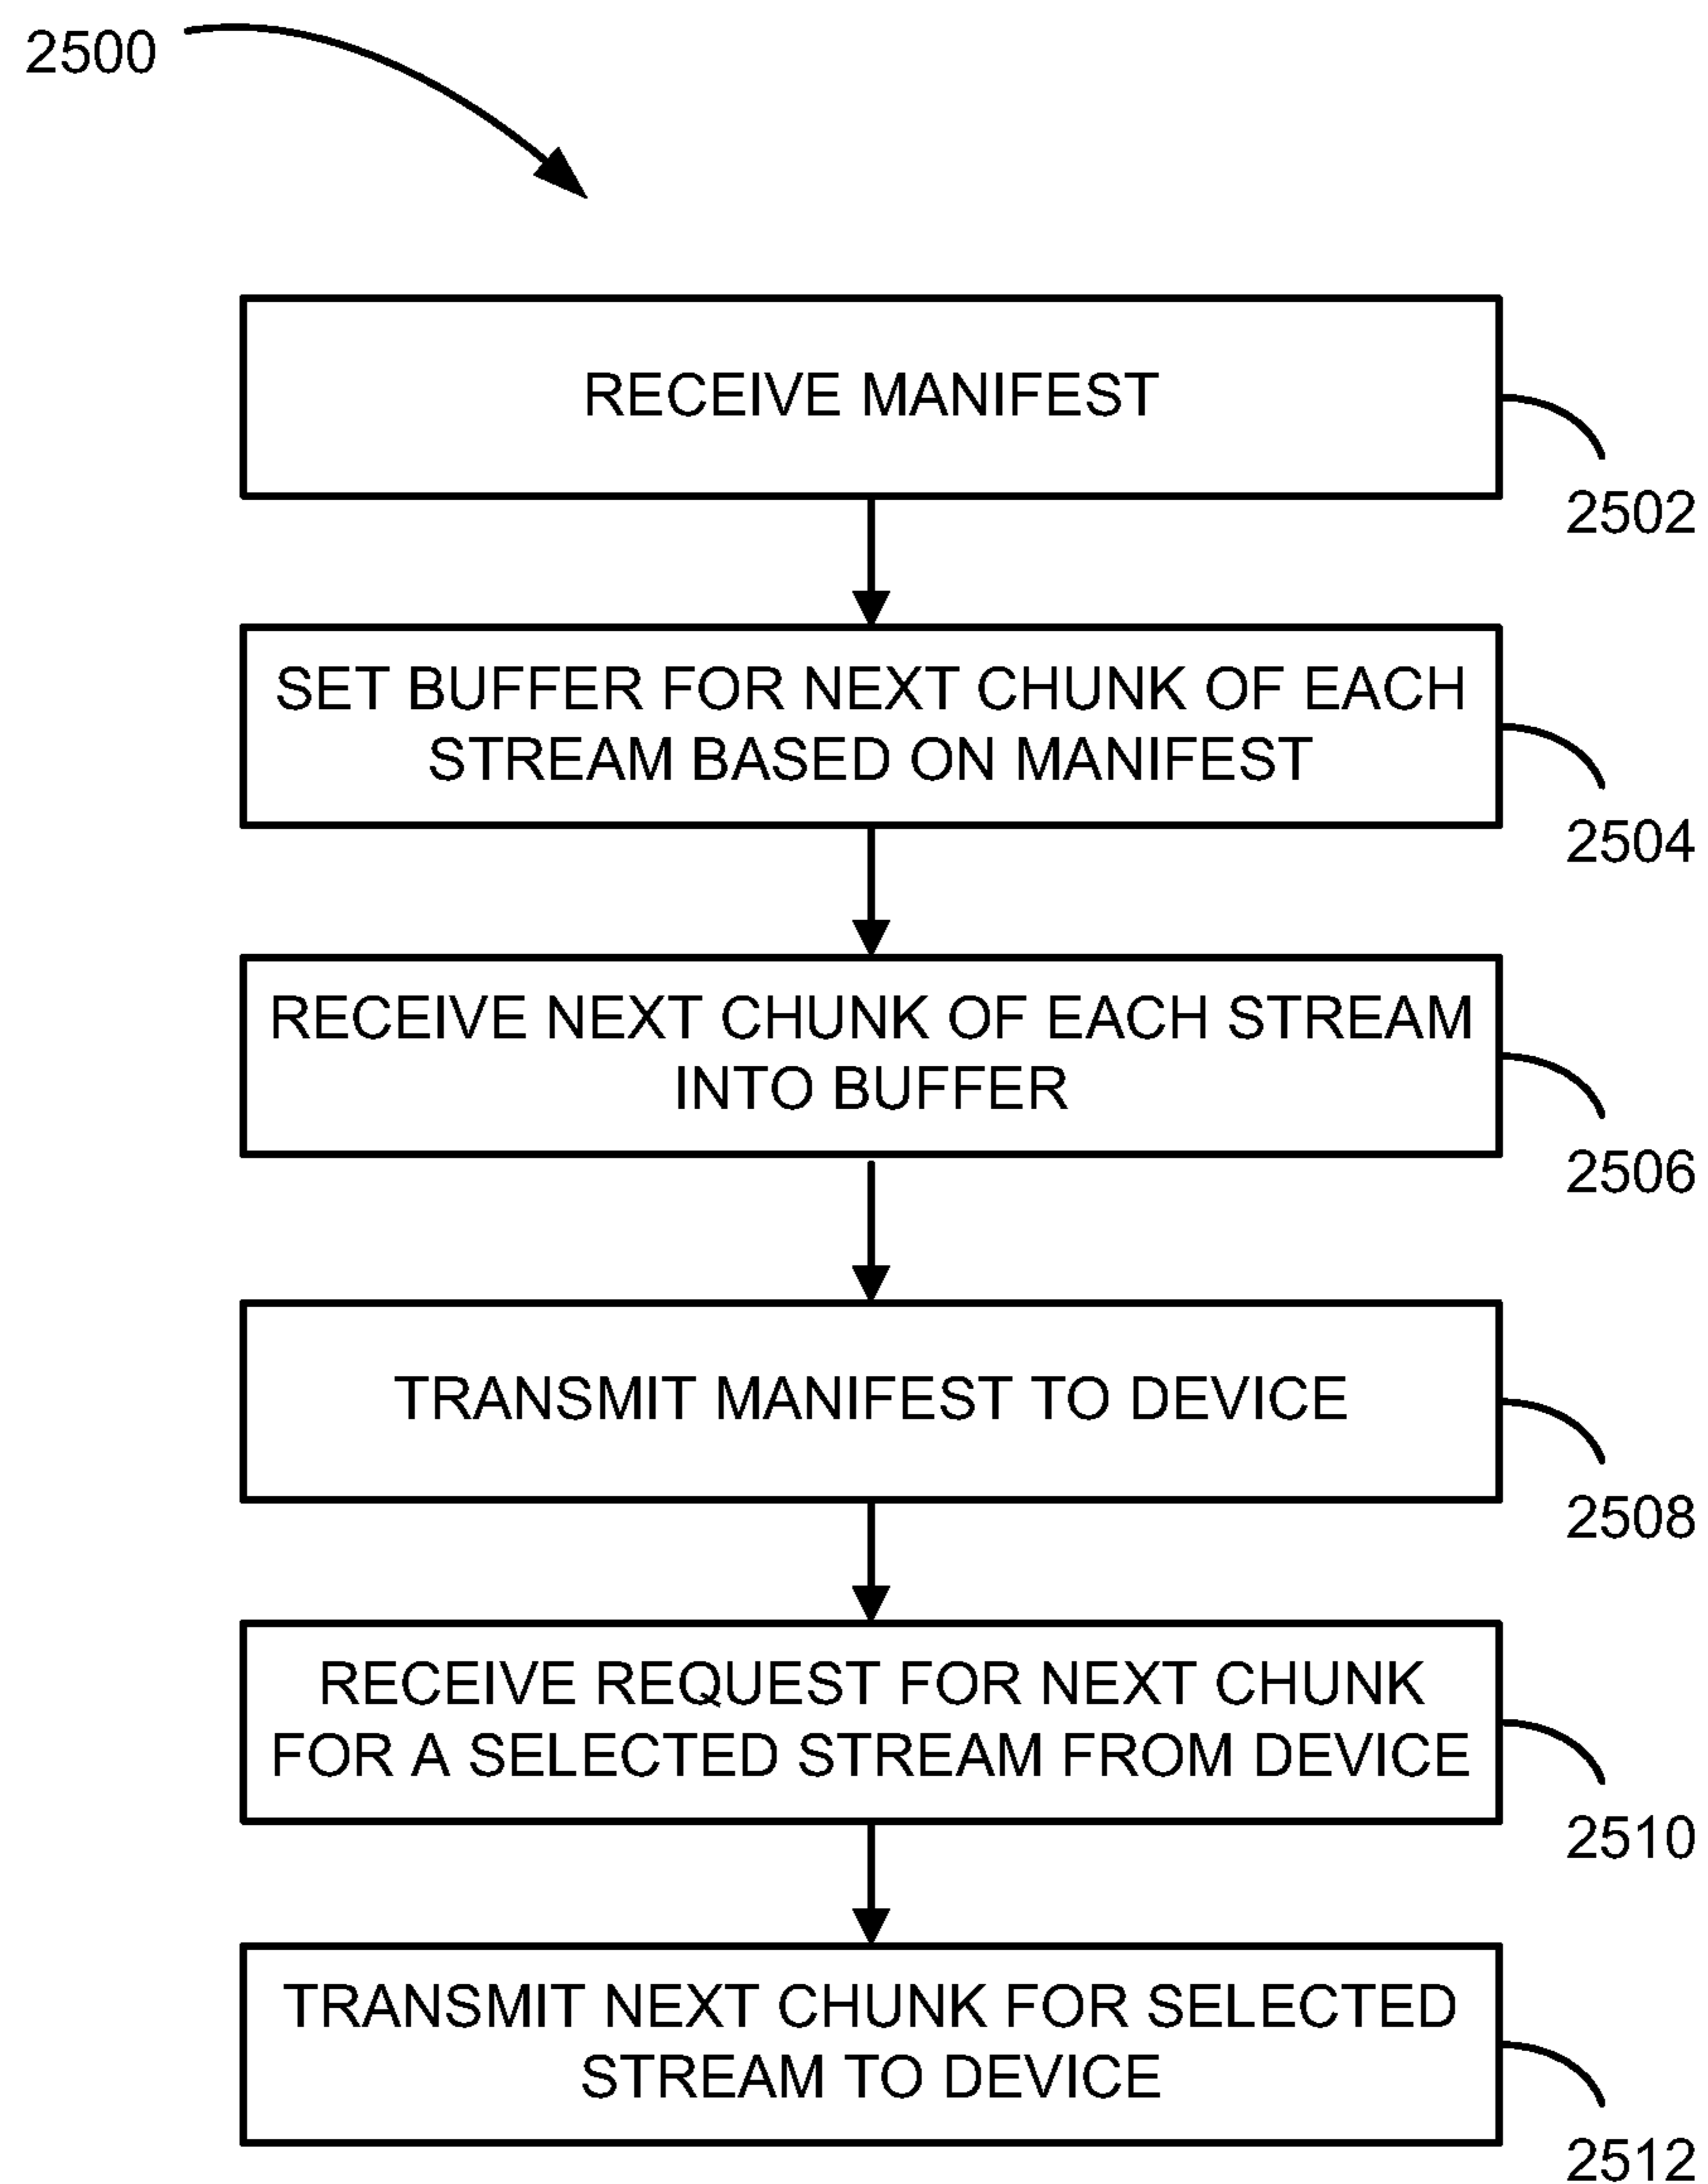 2500
RECEIVE MANIFEST
2502
SET BUFFER FOR NEXT CHUNK OF EACH
STREAM BASED ON MANIFEST
2504
RECEIVE NEXT CHUNK OF EACH STREAM
INTO BUFFER
2506
TRANSMIT MANIFEST TO DEVICE
2508
RECEIVE REQUEST FOR NEXT CHUNK
FOR A SELECTED STREAM FROM DEVICE
2510
TRANSMIT NEXT CHUNK FOR SELECTED
STREAM TO DEVICE
2512